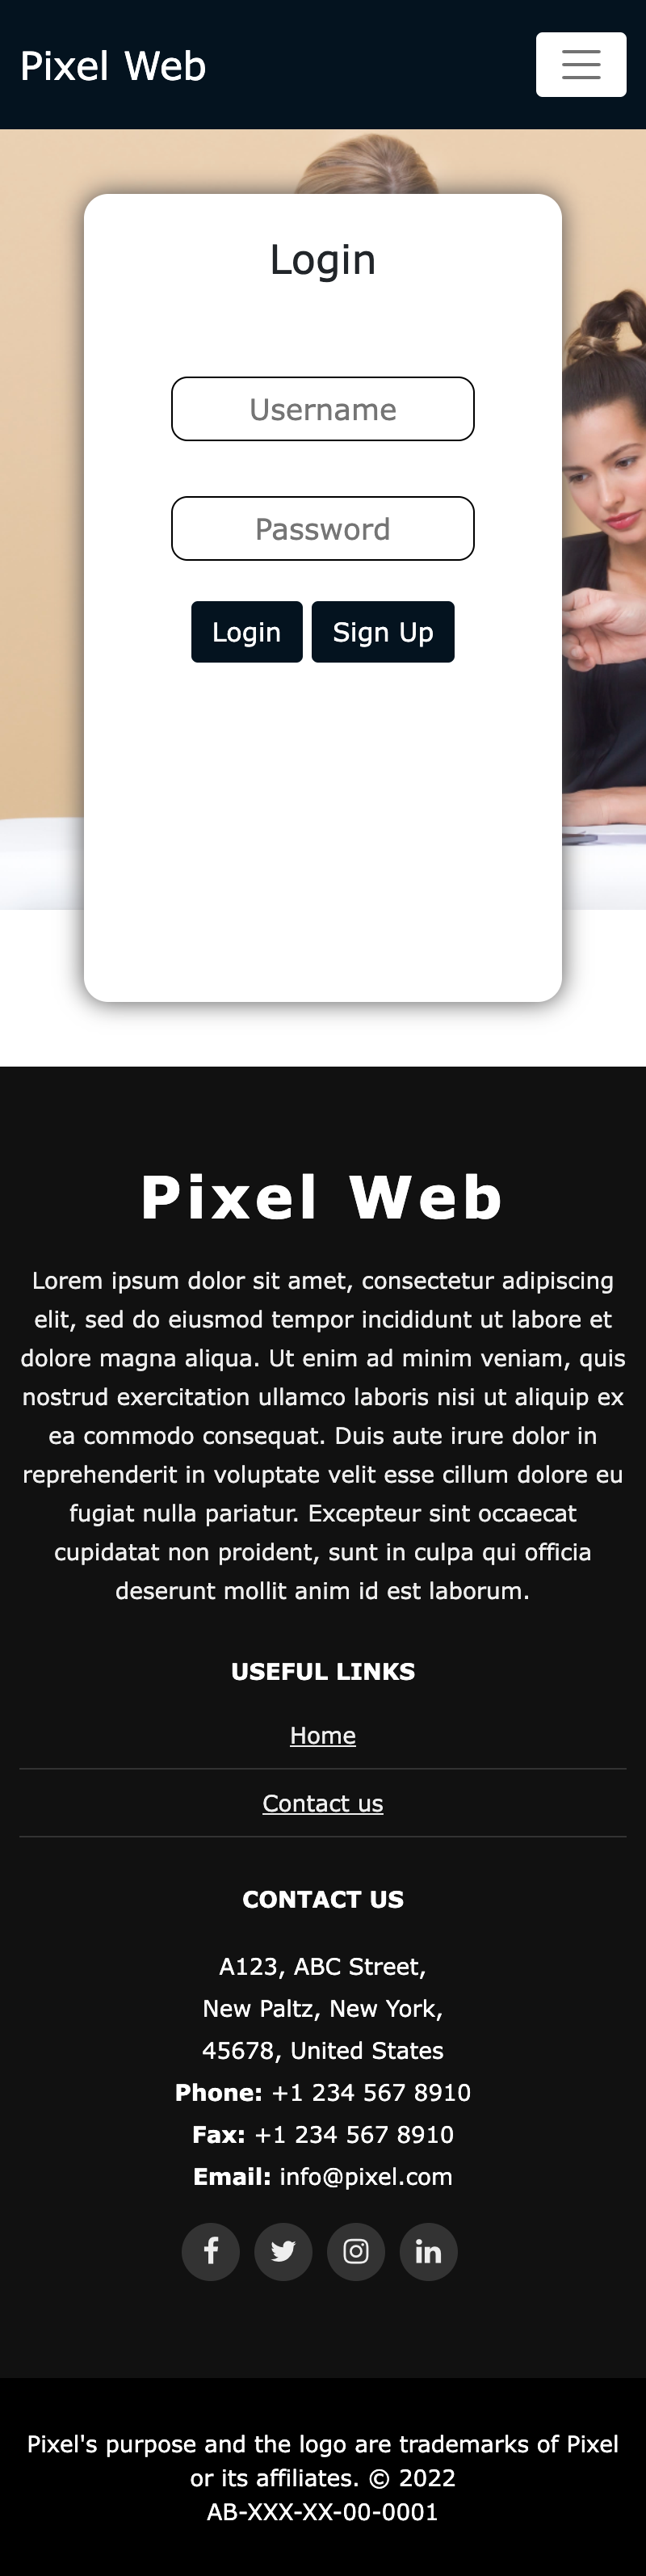 Pixel Web
Login
Username
Password
Login Sign Up
Pixel Web
Lorem ipsum dolor sit amet, consectetur adipiscing
elit, sed do eiusmod tempor incididunt ut labore et
dolore magna aliqua. Ut enim ad minim veniam, quis
nostrud exercitation ullamco laboris nisi ut aliquip ex
ea commodo consequat. Duis aute irure dolor in
reprehenderit in voluptate velit esse cillum dolore eu
fugiat nulla pariatur. Excepteur sint occaecat
cupidatat non proident, sunt in culpa qui officia
deserunt mollit anim id est laborum.
USEFUL LINKS
Home
Contact us
CONTACT US
A123, ABC Street,
New Paltz, New York,
45678, United States
Phone: +1 234 567 8910
Fax: +1 234 567 8910
Email: info@pixel.com
Pixel's purpose and the logo are trademarks of Pixel
or its affiliates. © 2022
AB-XXX-XX-00-0001